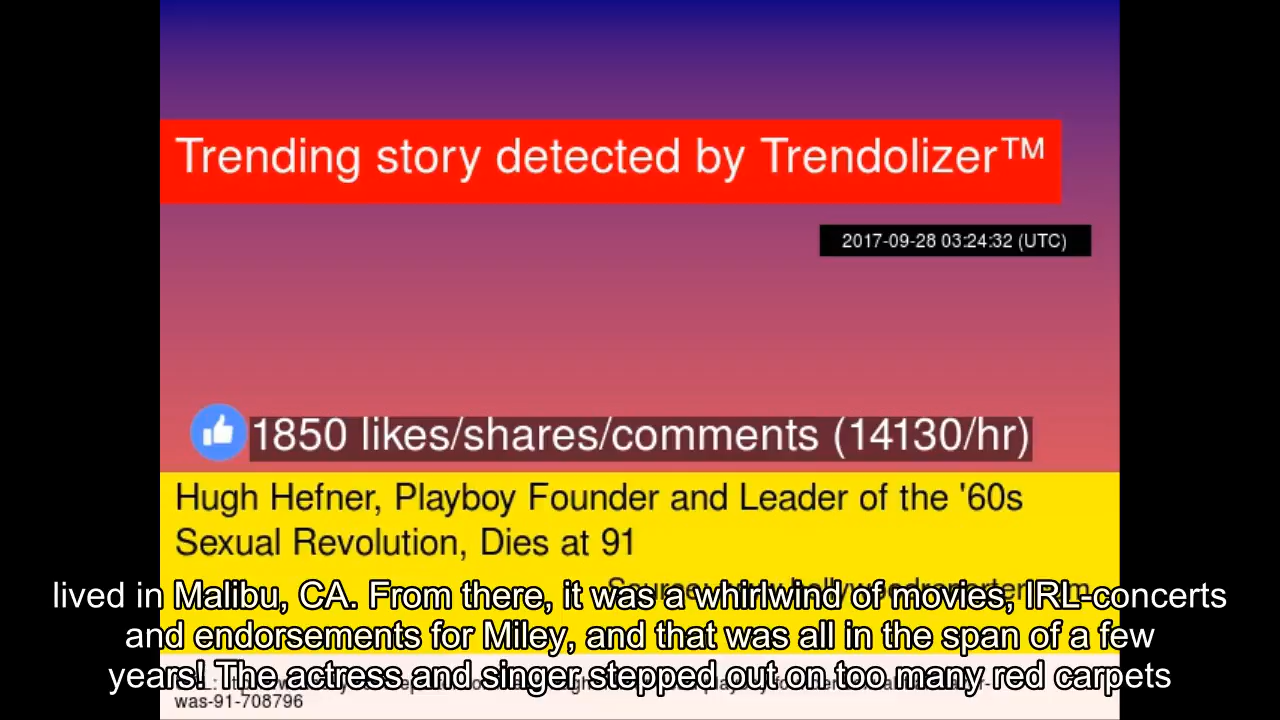 Trending story detected by Trendolizer™
2017-09-28 03:24:32 (UTC)
1850 likes/shares/comments (14130/hr)
Hugh Hefner, Playboy Founder and Leader of the '60s
Sexual Revolution, Dies at 91
lived in Malibu, CA. From there, it was a whirlwind of movies, IRL-concerts
and endorsements for Miley, and that was all in the span of a few
years! The actress and singer stepped out on too many red carpets
was-91-708796